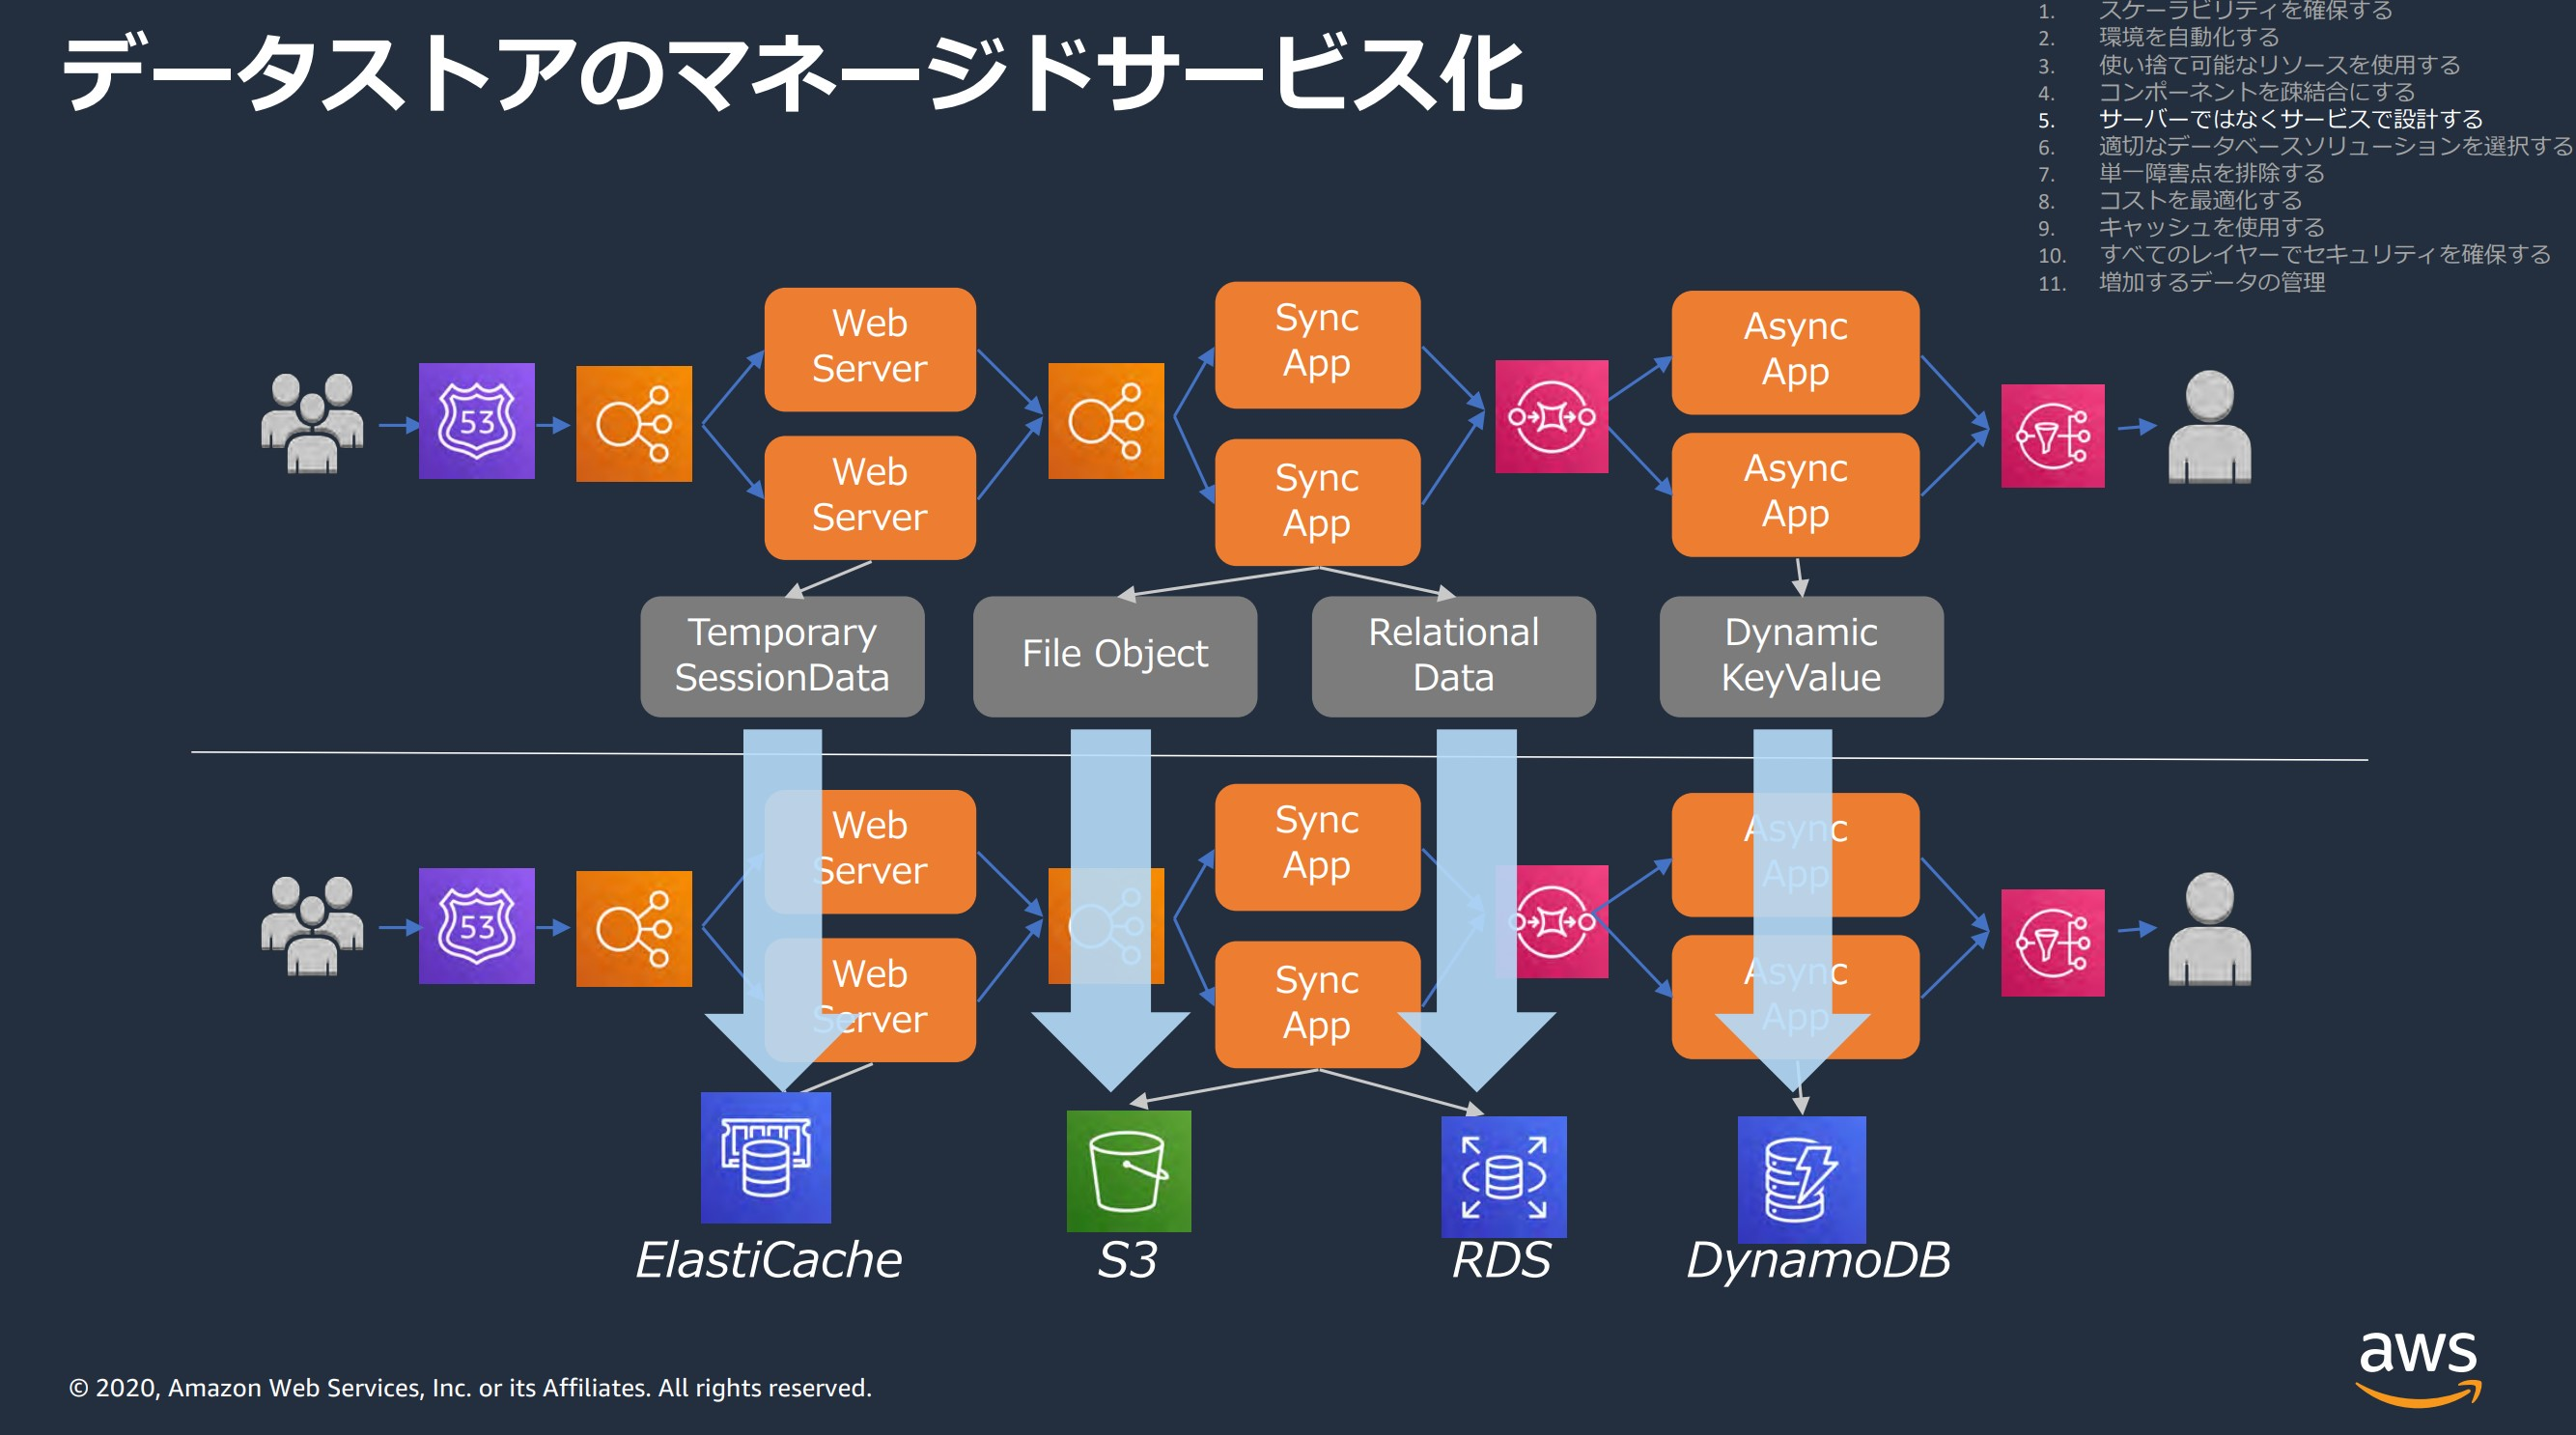 データストアのマネージドサービス化
1. スケーラビリティを確保する
2. 環境を自動化する
3. 使い捨て可能なリソースを使用する
4. コンポーネントを疎結合にする
5. サーバーではなくサービスで設計する
6. 適切なデータベースソリューションを選択する
7. 単一障害点を排除する
8. コストを最適化する
9. キャッシュを使用する
10. すべてのレイヤーでセキュリティを確保する
11. 増加するデータの管理
53
Web
Server
Web
Server
Sync
App
Sync
App
Async
App
Async
App
Temporary
SessionData
File Object
Relational
Data
Dynamic
KeyValue
53
Web
Server
Web
Server
Sync
App
Sync
App
Async
App
Async
App
ElastiCache
S3
RDS
DynamoDB
© 2020, Amazon Web Services, Inc. or its Affiliates. All rights reserved.
aws